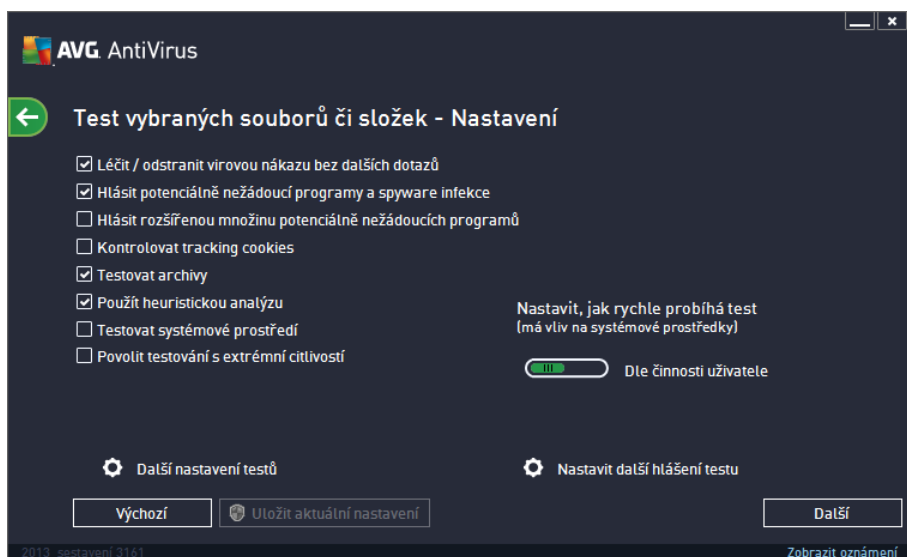 AVG. AntiVirus
Test vybraných souborů či složek - Nastavení
Léčit / odstranit virovou nákazu bez dalších dotazů
Hlásit potenciálně nežádoucí programy a spyware infekce
Hlásit rozšířenou množinu potenciálně nežádoucích programů
Kontrolovat tracking cookies
Testovat archivy
Použít heuristickou analýzu
Testovat systémové prostředí
Povolit testování s extrémní citlivostí
Nastavit, jak rychle probíhá test
(má vliv na systémové prostředky)
Dle činnosti uživatele
Další nastavení testů
Nastavit další hlášení testu
Výchozí
Uložit aktuální nastavení
Další
2013 sestavení 3161
Zobrazit oznámení